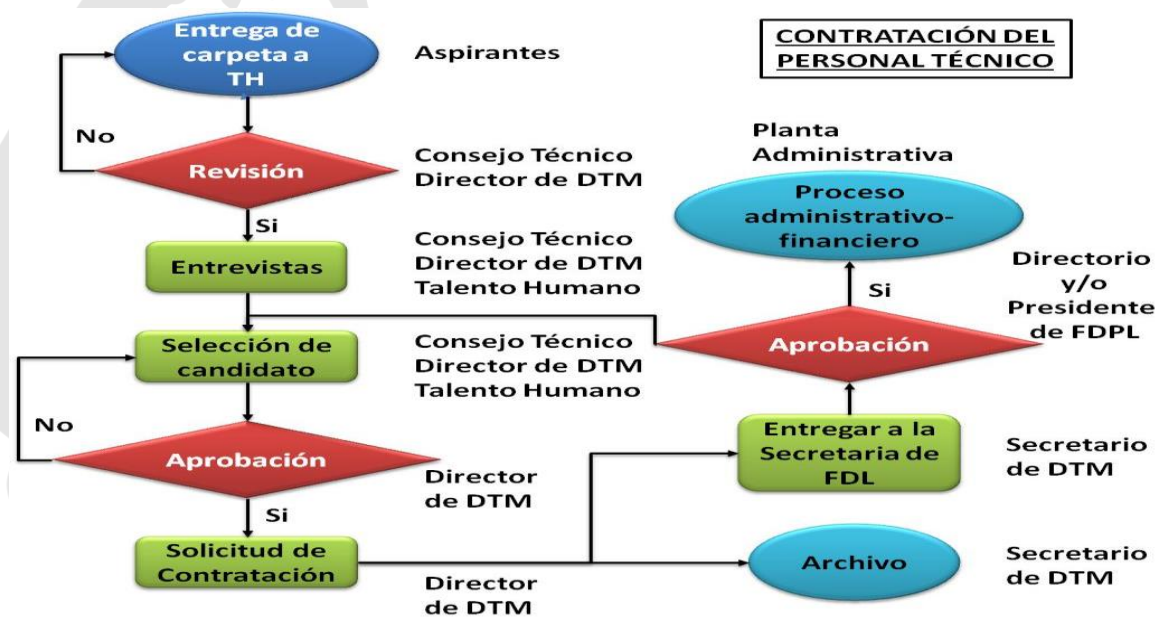 Entrega de
carpeta a
TH
Aspirantes
CONTRATACIÓN DEL
PERSONAL TÉCNICO
No
Revisión
Consejo Técnico
Director de DTM
Si
Entrevistas
Consejo Técnico
Director de DTM
Talento Humano
Selección de
candidato
Consejo Técnico
Director de DTM
Talento Humano
No
Aprobación
Director
de DTM
Si
Solicitud de
Contratación
Director
de DTM
Planta
Administrativa
Proceso
administrativo-
financiero
Si
Directorio
y/o
Presidente
de FDPL
Aprobación
Entregar a la
Secretaria de
FDL
Secretario
de DTM
Archivo
Secretario
de DTM